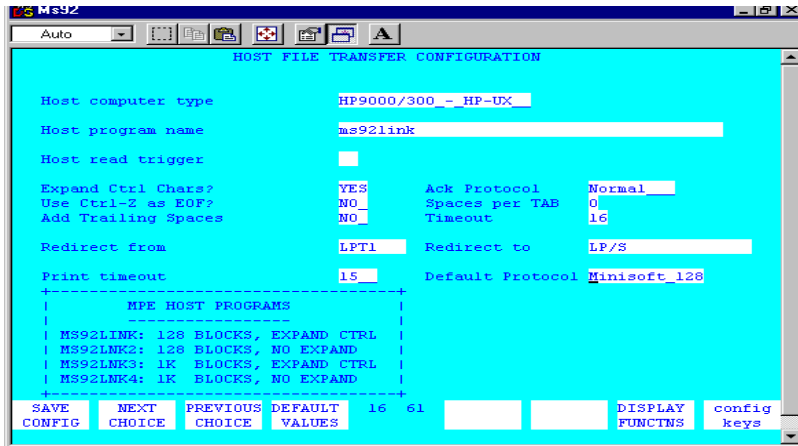 Ms92
Auto
A
HOST FILE TRANSFER CONFIGURATION
Host computer type HP9000/300_-_HP-UX__
Host program name ms92link
Host read trigger
Expand Ctrl Chars? YES Ack Protocol Normal___
Use Ctrl-Z as EOF? NO_ Spaces per TAB 0
Add Trailing Spaces NO_ Timeout 16
Redirect from LPT1 Redirect to LP/S
Print timeout 15__ Default Protocol Minisoft_128
+--------------------------------------+
| MPE HOST PROGRAMS |
| ----------------- |
| MS92LINK: 128 BLOCKS, EXPAND CTRL |
| MS92LNK2: 128 BLOCKS, NO EXPAND |
| MS92LNK3: 1K BLOCKS, EXPAND CTRL |
| MS92LNK4: 1K BLOCKS, NO EXPAND |
+--------------------------------------+
SAVE NEXT PREVIOUS DEFAULT 16 61 DISPLAY config
CONFIG CHOICE CHOICE VALUES FUNCTNS keys